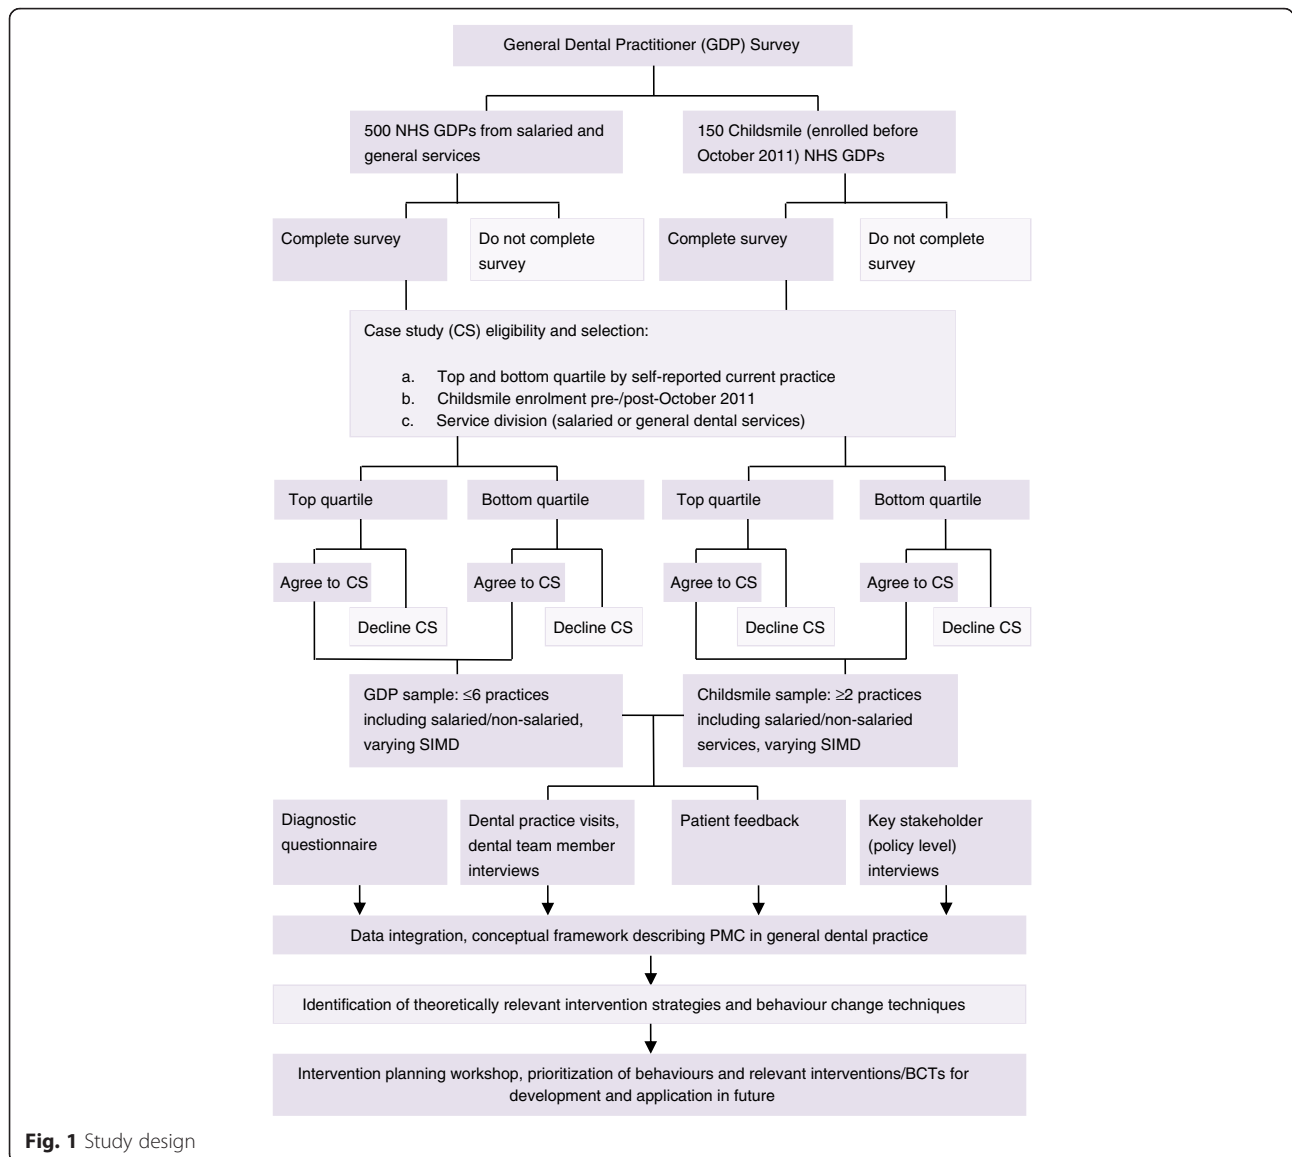 General Dental Practitioner (GDP) Survey
500 NHS GDPs from salaried and
general services
150 Childsmile (enrolled before
October 2011) NHS GDPs
Complete survey
Do not complete
survey
Complete survey
Do not complete
survey
Case study (CS) eligibility and selection:
a. Top and bottom quartile by self-reported current practice
b. Childsmile enrolment pre-/post-October 2011
c. Service division (salaried or general dental services)
Top quartile
Bottom quartile
Top quartile
Bottom quartile
Agree to CS
Agree to CS
Agree to CS
Agree to CS
Decline CS
Decline CS
Decline CS
Decline CS
GDP sample: ≤6 practices
including salaried/non-salaried,
varying SIMD
Childsmile sample: ≥2 practices
including salaried/non-salaried
services, varying SIMD
Diagnostic
questionnaire
Dental practice visits,
dental team member
interviews
Patient feedback
Key stakeholder
(policy level)
interviews
Data integration, conceptual framework describing PMC in general dental practice
Identification of theoretically relevant intervention strategies and behaviour change techniques
Intervention planning workshop, prioritization of behaviours and relevant interventions/BCTs for
development and application in future
Fig. 1 Study design